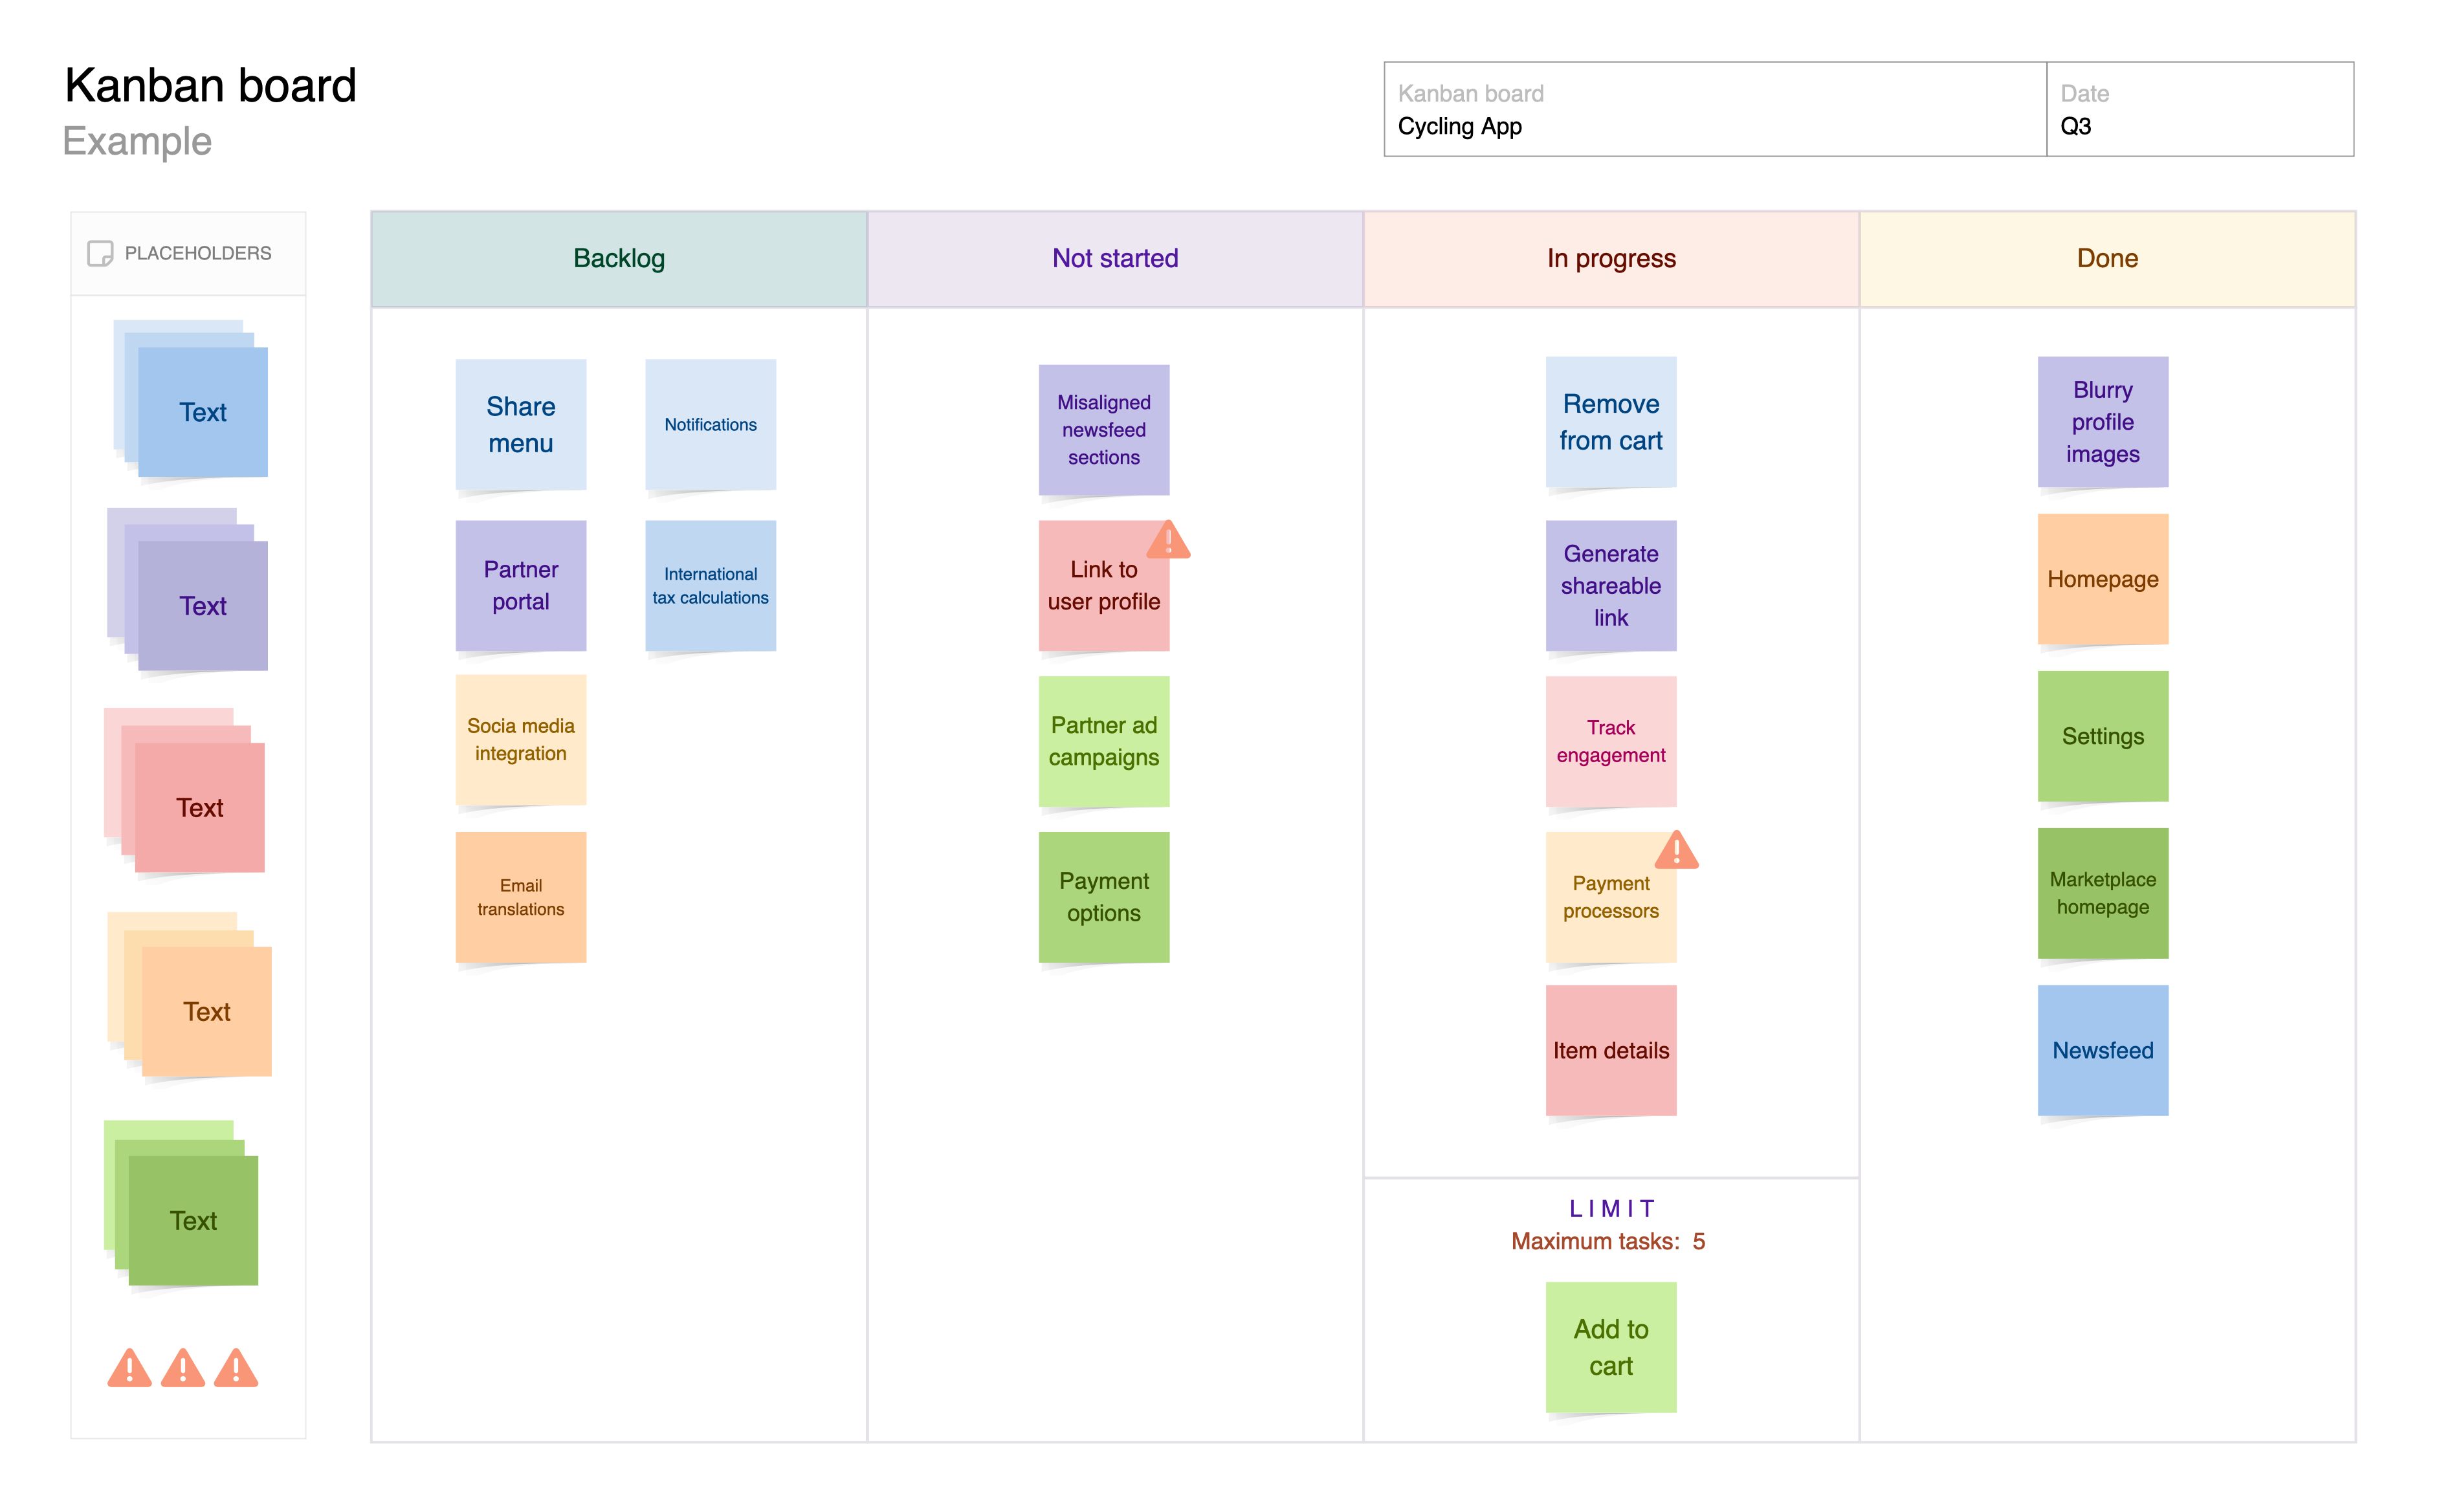 Kanban board
Example
Kanban board
Cycling App
Date
Q3
PLACEHOLDERS
Text
Text
Text
Text
Text
Backlog
Share
menu
Notifications
Partner
portal
International
tax calculations
Socia media
integration
Email
translations
Not started
Misaligned
newsfeed
sections
Link to
user profile
Partner ad
campaigns
Payment
options
In progress
Remove
from cart
Generate
shareable
link
Track
engagement
Payment
processors
Item details
LIMIT
Maximum tasks: 5
Add to
cart
Done
Blurry
profile
images
Homepage
Settings
Marketplace
homepage
Newsfeed